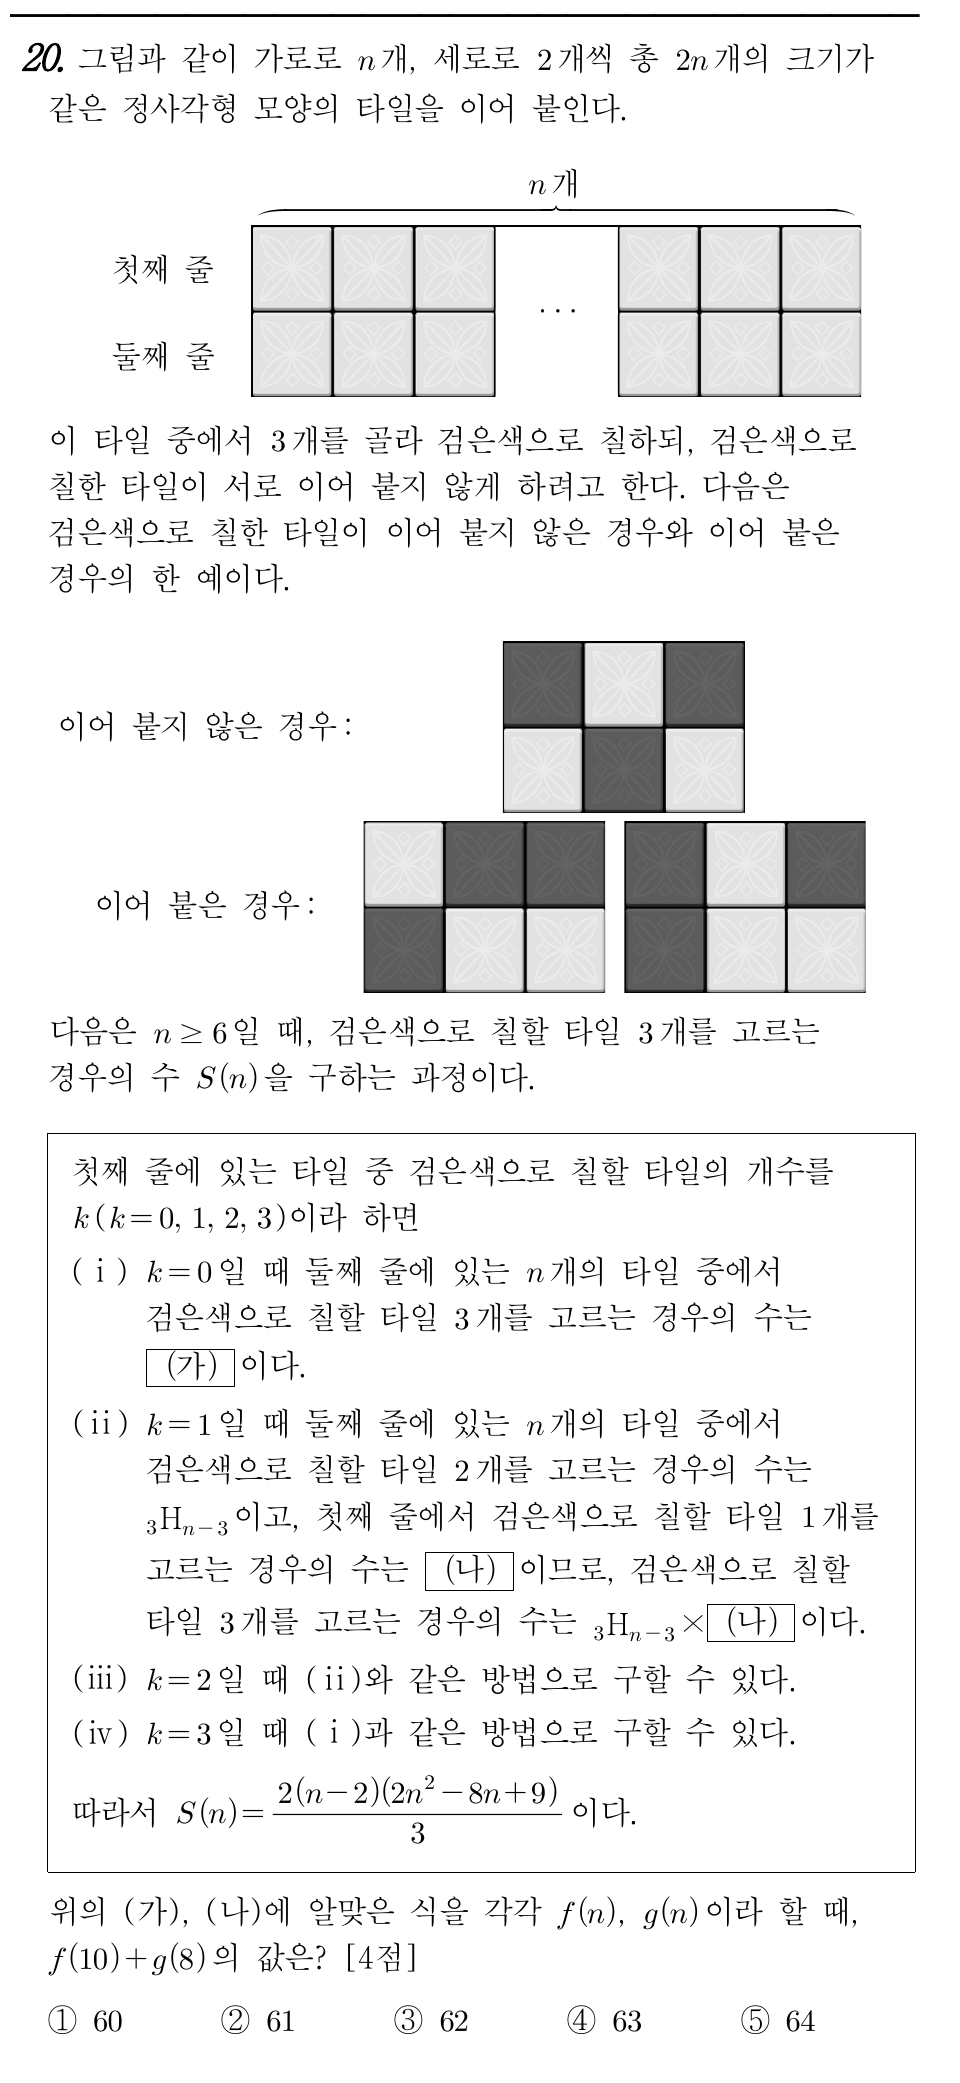 20. 그림과 같이 가로로 n개, 세로로 2개씩 총 2n개의 크기가
같은 정사각형 모양의 타일을 이어 붙인다.
n개
첫째 줄
...
둘째 줄
이 타일 중에서 3개를 골라 검은색으로 칠하되, 검은색으로
칠한 타일이 서로 이어 붙지 않게 하려고 한다. 다음은
검은색으로 칠한 타일이 이어 붙지 않은 경우와 이어 붙은
경우의 한 예이다.
이어 붙지 않은 경우:
이어 붙은 경우:
다음은 n ≥ 6일 때, 검은색으로 칠할 타일 3개를 고르는
경우의 수 S(n)을 구하는 과정이다.
첫째 줄에 있는 타일 중 검은색으로 칠할 타일의 개수를
k(k=0, 1, 2, 3)이라 하면
(ⅰ) k=0일 때 둘째 줄에 있는 n개의 타일 중에서
검은색으로 칠할 타일 3개를 고르는 경우의 수는
(가) 이다.
(ⅱ) k=1일 때 둘째 줄에 있는 n개의 타일 중에서
검은색으로 칠할 타일 2개를 고르는 경우의 수는
₃Hₙ₋₃이고, 첫째 줄에서 검은색으로 칠할 타일 1개를
고르는 경우의 수는 (나) 이므로, 검은색으로 칠할
타일 3개를 고르는 경우의 수는 ₃Hₙ₋₃× (나) 이다.
(ⅲ) k=2일 때 (ⅱ)와 같은 방법으로 구할 수 있다.
(ⅳ) k=3일 때 (ⅰ)과 같은 방법으로 구할 수 있다.
따라서 S(n)= 2(n-2)(2n²-8n+9) / 3 이다.
위의 (가), (나)에 알맞은 식을 각각 f(n), g(n)이라 할 때,
f(10)+g(8)의 값은? [4점]
① 60 ② 61 ③ 62 ④ 63 ⑤ 64